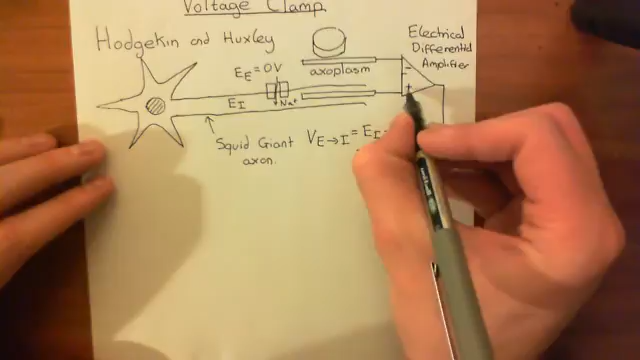 Voltage Clamp
Hodgekin and Huxley
Electrical
Differential
Amplifier
E_E = 0V
axoplasm
-
+
Na⁺
E_I
Squid Giant
axon.
V_E→I = E_I -